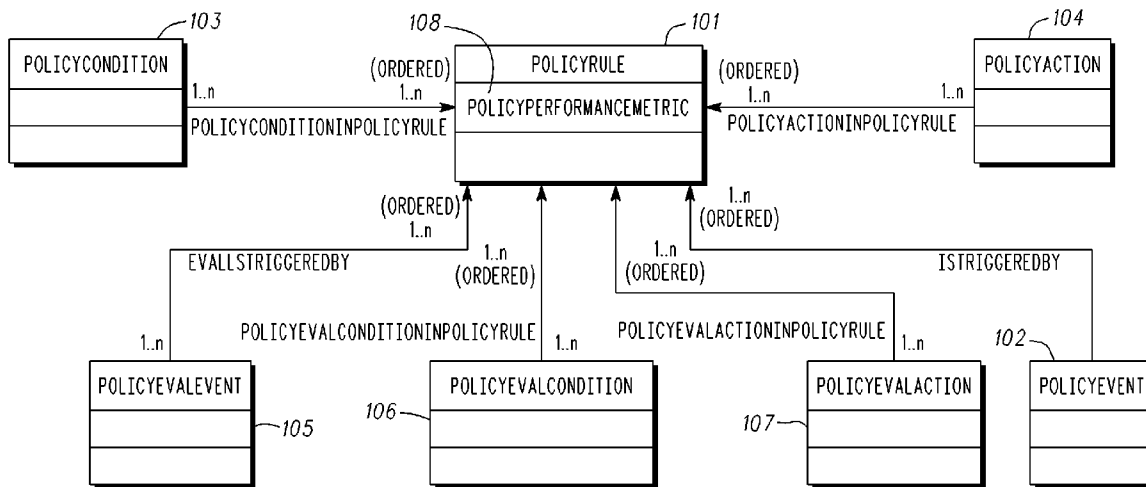 103
108
101
104
POLICYCONDITION
POLICYRULE
POLICYACTION
(ORDERED)
(ORDERED)
1..n
1..n
POLICYPERFORMANCEMETRIC
1..n
1..n
POLICYCONDITIONINPOLICYRULE
POLICYACTIONINPOLICYRULE
(ORDERED)
1..n
1..n
(ORDERED)
1..n
(ORDERED)
1..n
(ORDERED)
EVALLSTRIGGEREDBY
ISTRIGGEREDBY
POLICYEVALCONDITIONINPOLICYRULE
POLICYEVALACTIONINPOLICYRULE
1..n
1..n
1..n
102
POLICYEVALEVENT
POLICYEVALCONDITION
POLICYEVALACTION
POLICYEVENT
105
106
107